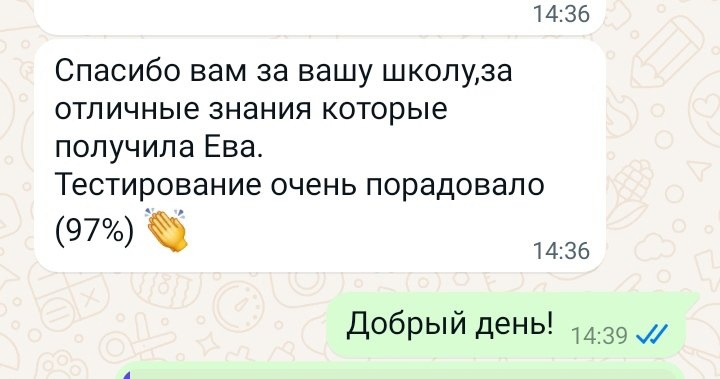 14:36
Спасибо вам за вашу школу,за
отличные знания которые
получила Ева.
Тестирование очень порадовало
(97%) 👏
14:36
Добрый день! 14:39